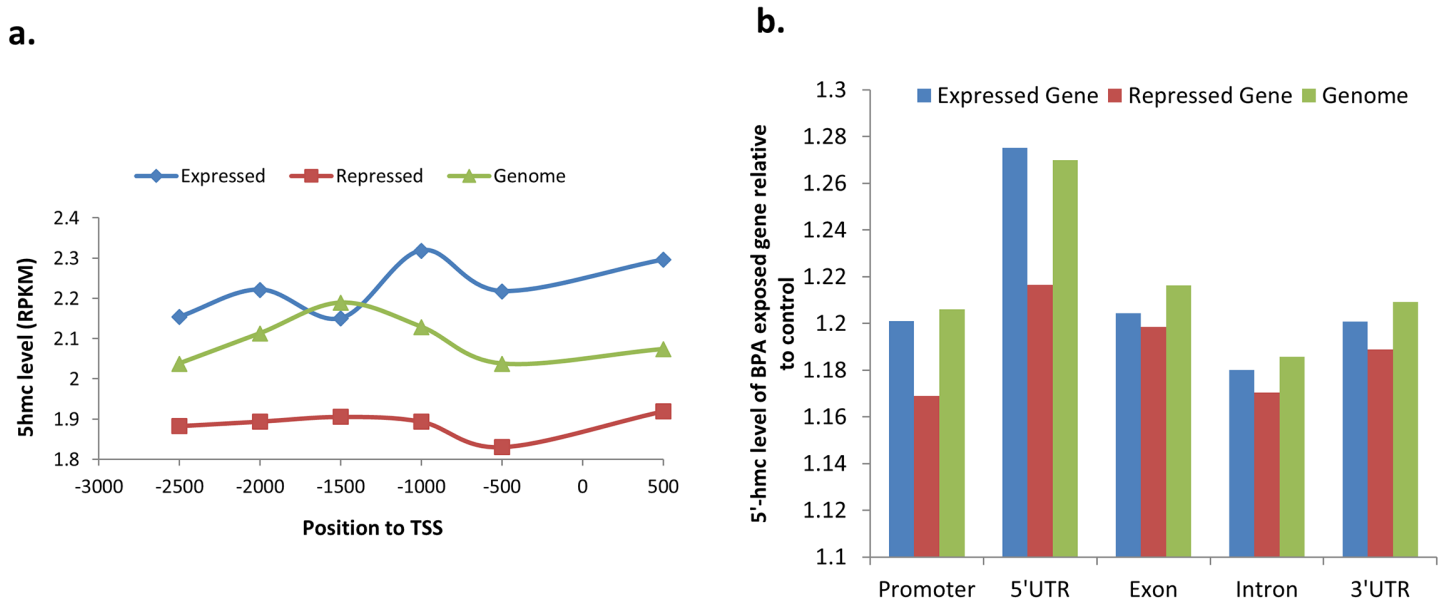 a.
Expressed Repressed Genome
5hmc level (RPKM)
2.4
2.3
2.2
2.1
2
1.9
1.8
-3000 -2500 -2000 -1500 -1000 -500 0 500
Position to TSS
b.
Expressed Gene Repressed Gene Genome
5'-hmc level of BPA exposed gene relative
to control
1.3
1.28
1.26
1.24
1.22
1.2
1.18
1.16
1.14
1.12
1.1
Promoter 5'UTR Exon Intron 3'UTR